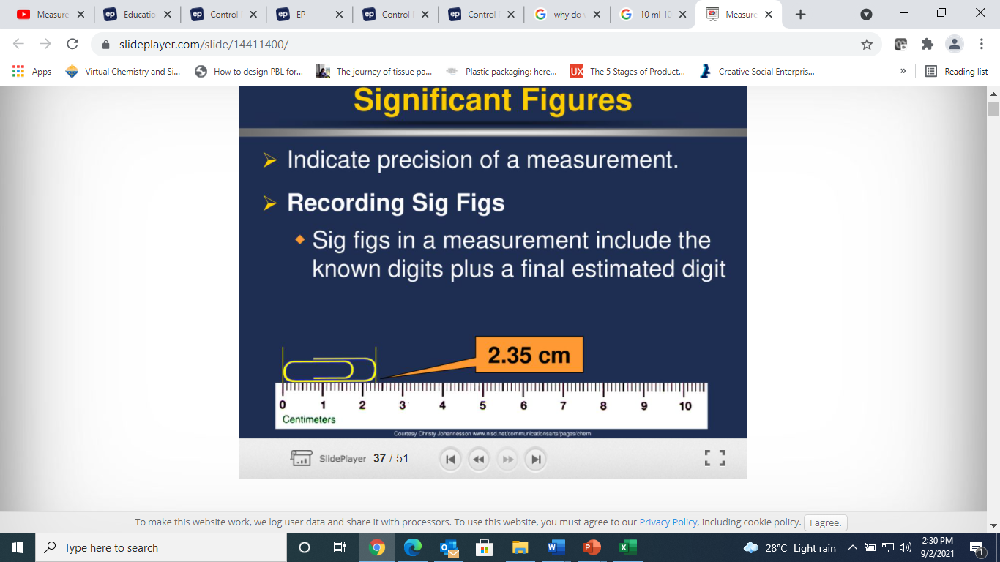 Measure
Educatio
Control
EP
Control
Control
why do
10 ml 10
Measure
slideplayer.com/slide/14411400/
Apps
Virtual Chemistry and Si...
How to design PBL for...
The journey of tissue pa...
Plastic packaging: here...
UX
The 5 Stages of Product...
Creative Social Enterpris...
»
Reading list
Significant Figures
Indicate precision of a measurement.
Recording Sig Figs
Sig figs in a measurement include the
known digits plus a final estimated digit
2.35 cm
0 1 2 3 4 5 6 7 8 9 10
Centimeters
Courtesy Christy Johannesson www.nisd.net/communicationsarts/pages/chem
SlidePlayer 37 / 51
To make this website work, we log user data and share it with processors. To use this website, you must agree to our Privacy Policy, including cookie policy. I agree.
Type here to search
28°C Light rain
2:30 PM
9/2/2021
1